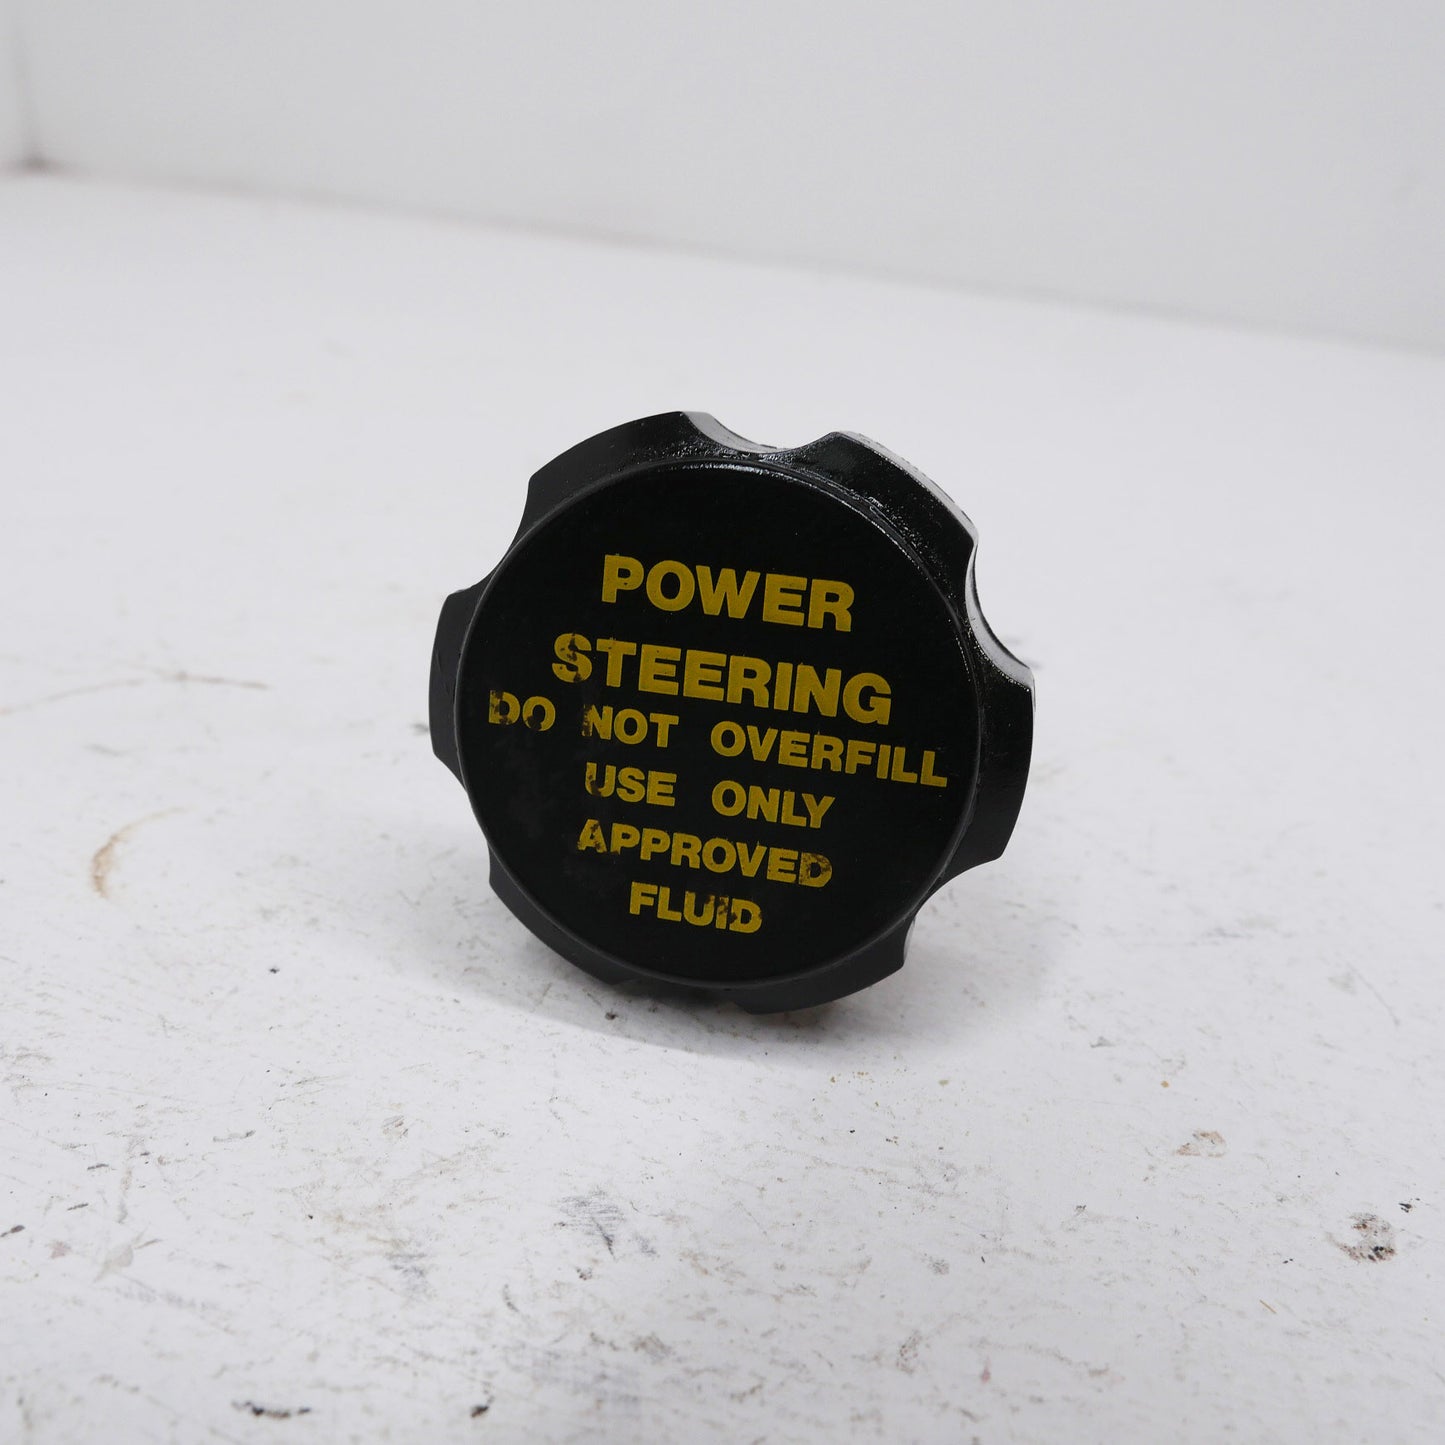 POWER
STEERING
DO NOT OVERFILL
USE ONLY
APPROVED
FLUID